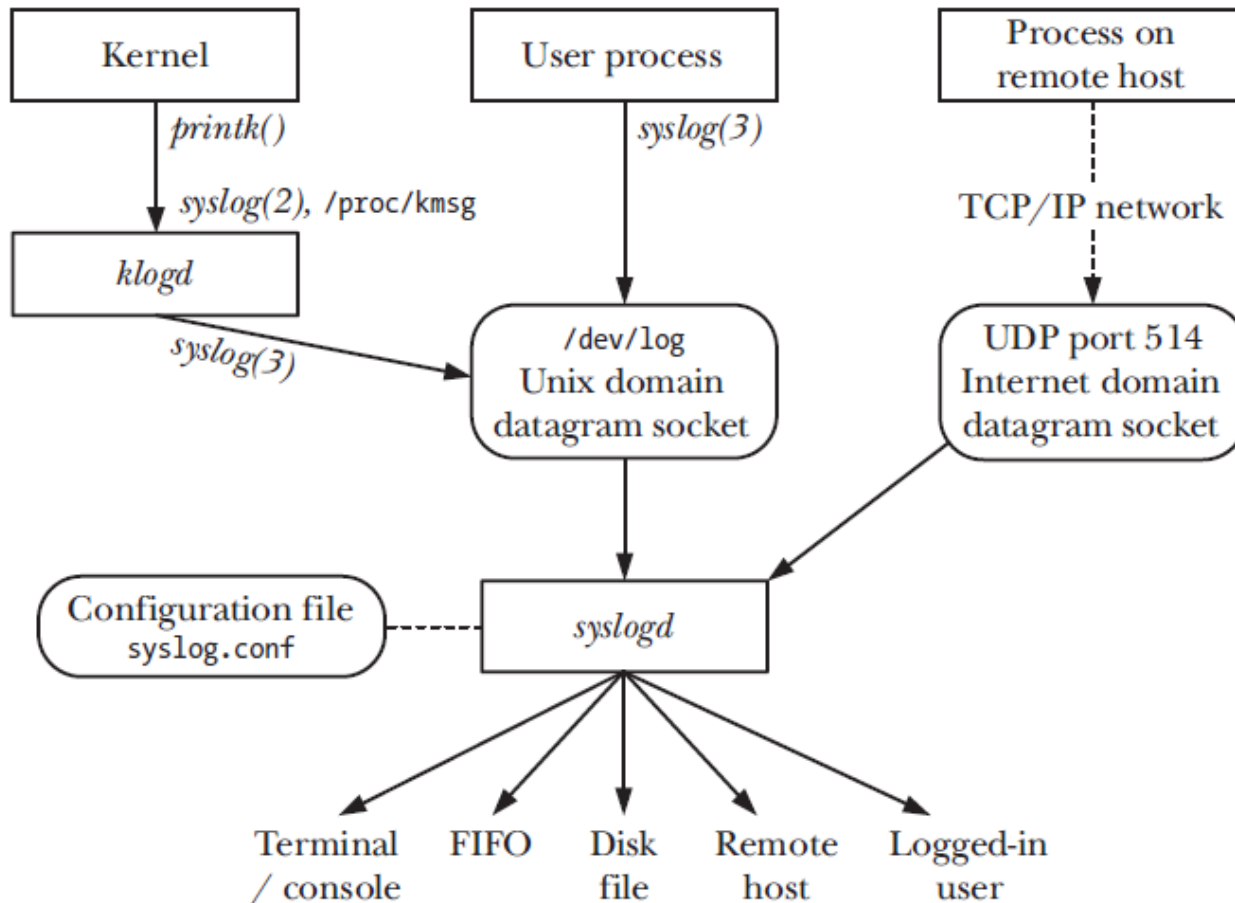 Kernel
User process
Process on
remote host
printk()
syslog(3)
syslog(2), /proc/kmsg
TCP/IP network
klogd
syslog(3)
/dev/log
Unix domain
datagram socket
UDP port 514
Internet domain
datagram socket
Configuration file
syslog.conf
syslogd
Terminal
/ console
FIFO
Disk
file
Remote
host
Logged-in
user